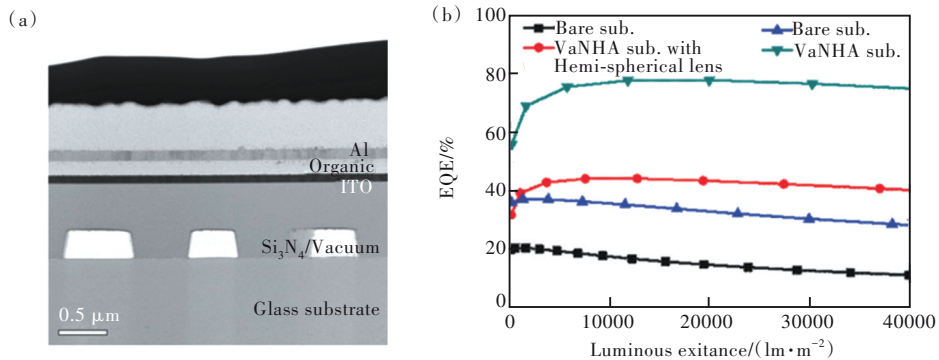 (a)
Al
Organic
ITO
Si₃N₄/Vacuum
Glass substrate
0.5 μm
(b)
Bare sub.
VaNHA sub. with
Hemi-spherical lens
Bare sub.
VaNHA sub.
EQE/%
100
80
60
40
20
0
0
10000
20000
30000
40000
Luminous exitance/(lm·m⁻²)